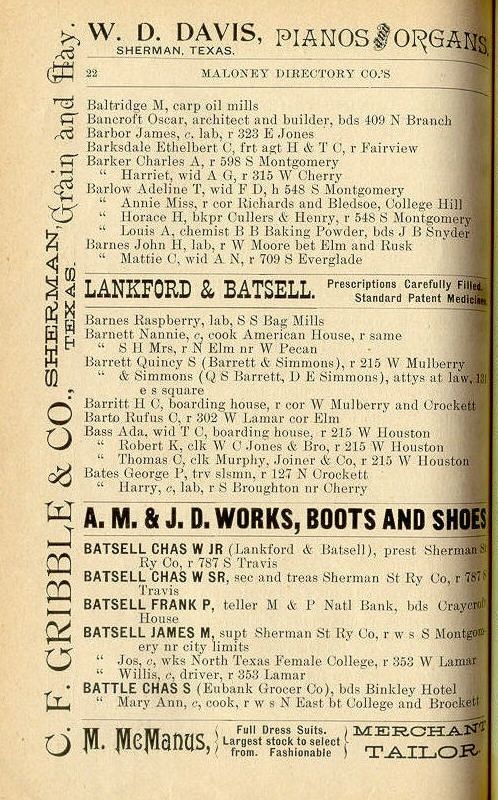 W. D. DAVIS, PIANOS & ORGANS,
SHERMAN, TEXAS.
22 MALONEY DIRECTORY CO.'S
Baltridge M, carp oil mills
Bancroft Oscar, architect and builder, bds 409 N Branch
Barbor James, c, lab, r 323 E Jones
Barksdale Ethelbert C, frt agt H & T C, r Fairview
Barker Charles A, r 598 S Montgomery
“ Harriet, wid A G, r 315 W Cherry
Barlow Adeline T, wid F D, h 548 S Montgomery
“ Annie Miss, r cor Richards and Bledsoe, College Hill
“ Horace H, bkpr Cullers & Henry, r 548 S Montgomery
“ Louis A, chemist B B Baking Powder, bds J B Snyder
Barnes John H, lab, r W Moore bet Elm and Rusk
“ Mattie C, wid A N, r 709 S Everglade
LANKFORD & BATSELL. Prescriptions Carefully Filled.
Standard Patent Medicines.
Barnes Raspberry, lab, S S Bag Mills
Barnett Nannie, c, cook American House, r same
“ S H Mrs, r N Elm nr W Pecan
Barrett Quincy S (Barrett & Simmons), r 215 W Mulberry
“ & Simmons (Q S Barrett, D E Simmons), attys at law,
e s square
Barritt H C, boarding house, r cor W Mulberry and Crockett
Barto Rufus C, r 302 W Lamar cor Elm
Bass Ada, wid T C, boarding house, r 215 W Houston
“ Robert K, clk W C Jones & Bro, r 215 W Houston
“ Thomas C, clk Murphy, Joiner & Co, r 215 W Houston
Bates George P, trv slsmn, r 127 N Crockett
“ Harry, c, lab, r S Broughton nr Cherry
A. M. & J. D. WORKS, BOOTS AND SHOES
BATSELL CHAS W JR (Lankford & Batsell), prest Sherman St
Ry Co, r 787 S Travis
BATSELL CHAS W SR, sec and treas Sherman St Ry Co, r 787 S
Travis
BATSELL FRANK P, teller M & P Natl Bank, bds Craycroft
House
BATSELL JAMES M, supt Sherman St Ry Co, r w s S Montgom-
ery nr city limits
“ Jos, c, wks North Texas Female College, r 353 W Lamar
“ Willis, c, driver, r 353 Lamar
BATTLE CHAS S (Eubank Grocer Co), bds Binkley Hotel
“ Mary Ann, c, cook, r w s N East bt College and Brockett
M. McManus, Full Dress Suits.
Largest stock to select
from. Fashionable
MERCHANT
TAILOR.
C. F. GRIBBLE & CO., SHERMAN, TEXAS. Grain and Hay.